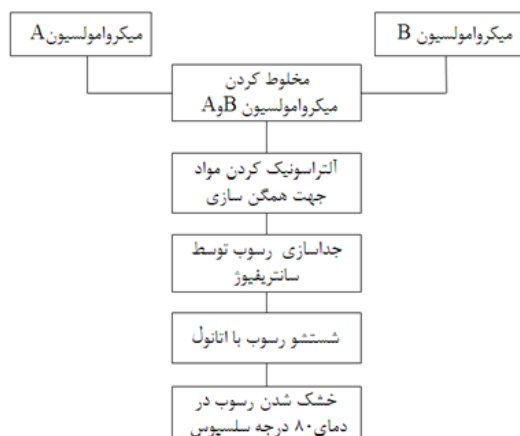 میکروامولسیونA
میکروامولسیون B
مخلوط کردن
میکروامولسیون AوB
آلتراسونیک کردن مواد
جهت همگن سازی
جداسازی رسوب توسط
سانتریفیوژ
شستشو رسوب با اتانول
خشک شدن رسوب در
دمای۸۰ درجه سلسیوس